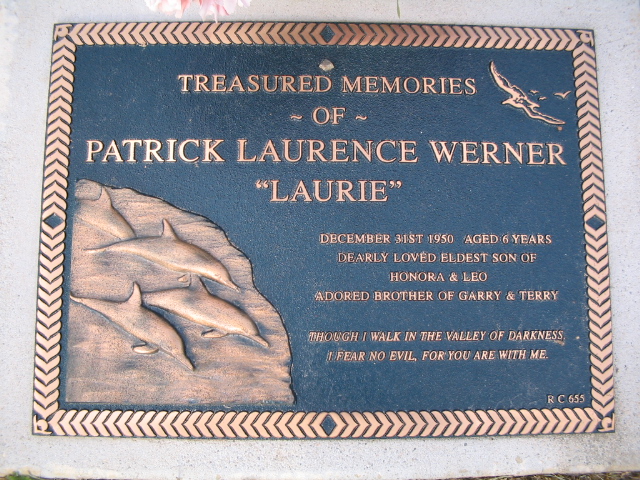 TREASURED MEMORIES
~ OF ~
PATRICK LAURENCE WERNER
“LAURIE”
DECEMBER 31ST 1950 AGED 6 YEARS
DEARLY LOVED ELDEST SON OF
HONORA & LEO
ADORED BROTHER OF GARRY & TERRY
THOUGH I WALK IN THE VALLEY OF DARKNESS
I FEAR NO EVIL, FOR YOU ARE WITH ME.
R C 655